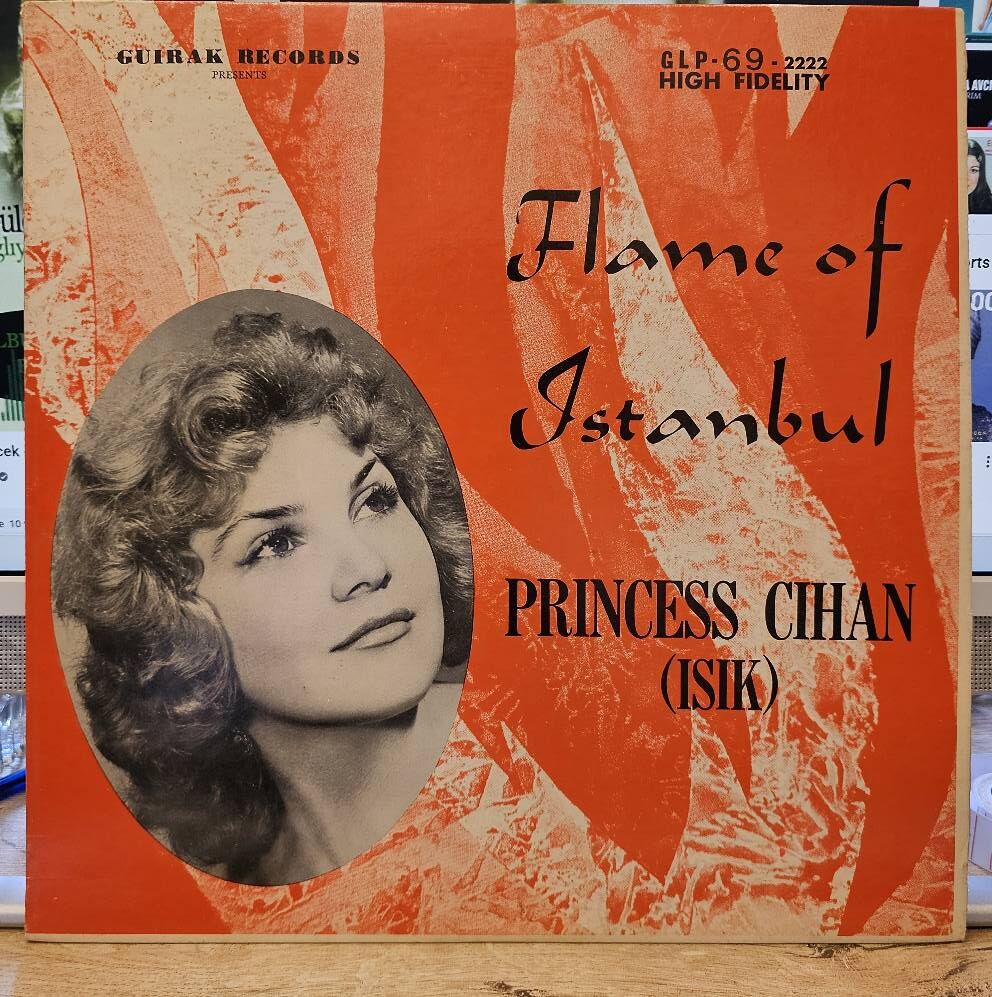 GUIRAK RECORDS
PRESENTS
GLP-69-2222
HIGH FIDELITY
Flame of
Istanbul
PRINCESS CIHAN
(ISIK)